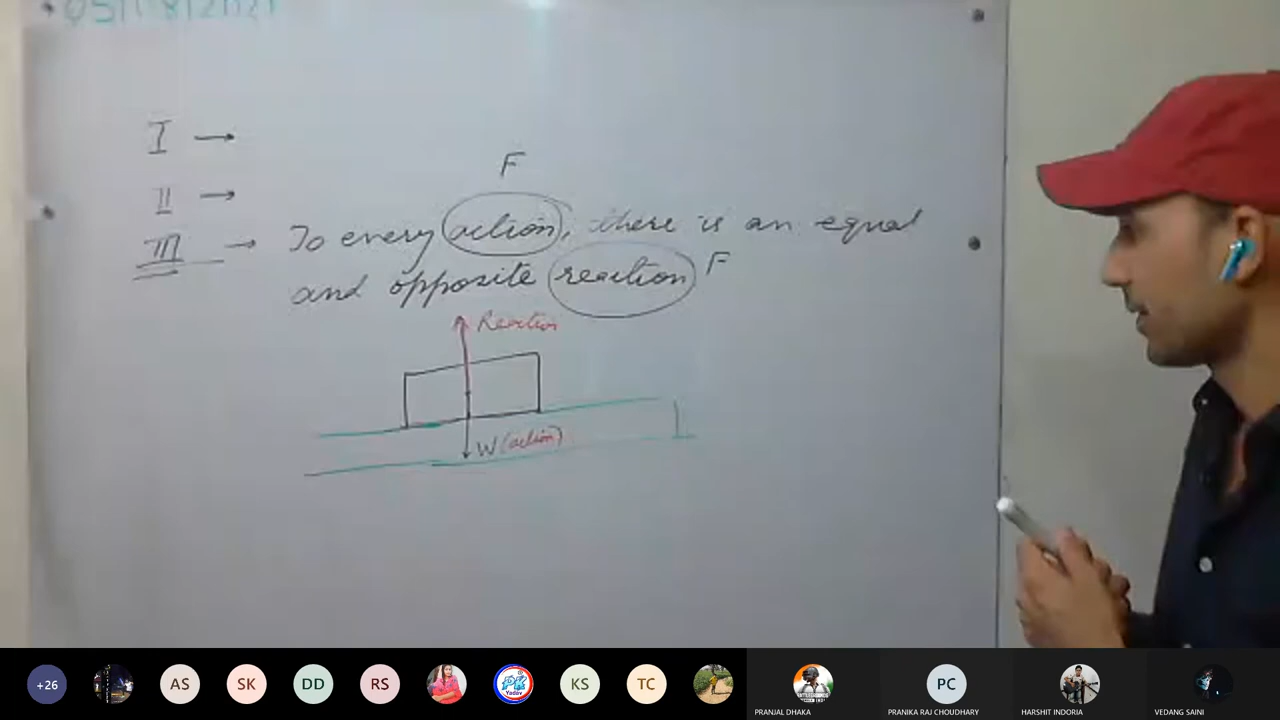 I →
II →
F
III → To every action, there is an equal
and opposite reaction F
Reaction
W (action)
+26
AS
SK
DD
RS
Yadav
KS
TC
PC
PRANJAL DHAKA
PRANIKA RAJ CHOUDHARY
HARSHIT INDORIA
VEDANG SAINI